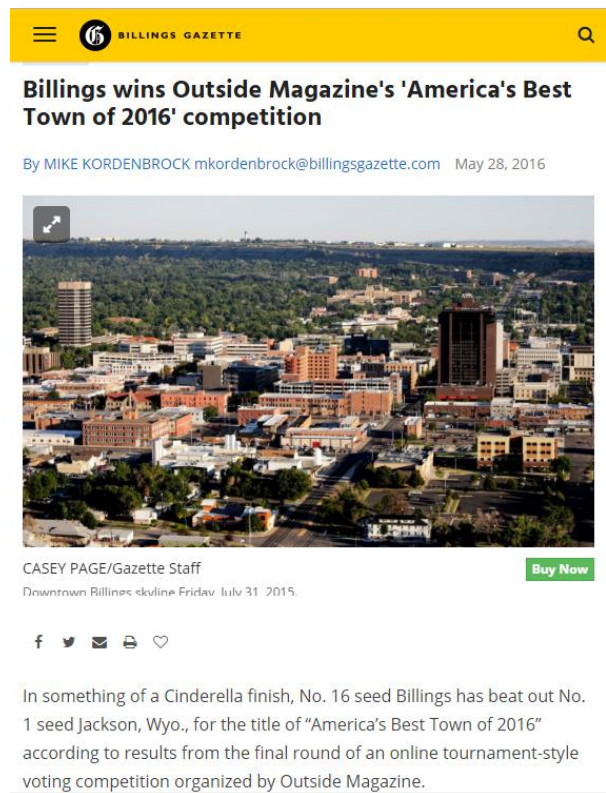 BILLINGS GAZETTE
Billings wins Outside Magazine's 'America's Best
Town of 2016' competition
By MIKE KORDENBROCK mkordenbrock@billingsgazette.com May 28, 2016
CASEY PAGE/Gazette Staff
Buy Now
Downtown Billings skyline Friday, July 31, 2015.
In something of a Cinderella finish, No. 16 seed Billings has beat out No.
1 seed Jackson, Wyo., for the title of “America’s Best Town of 2016”
according to results from the final round of an online tournament-style
voting competition organized by Outside Magazine.